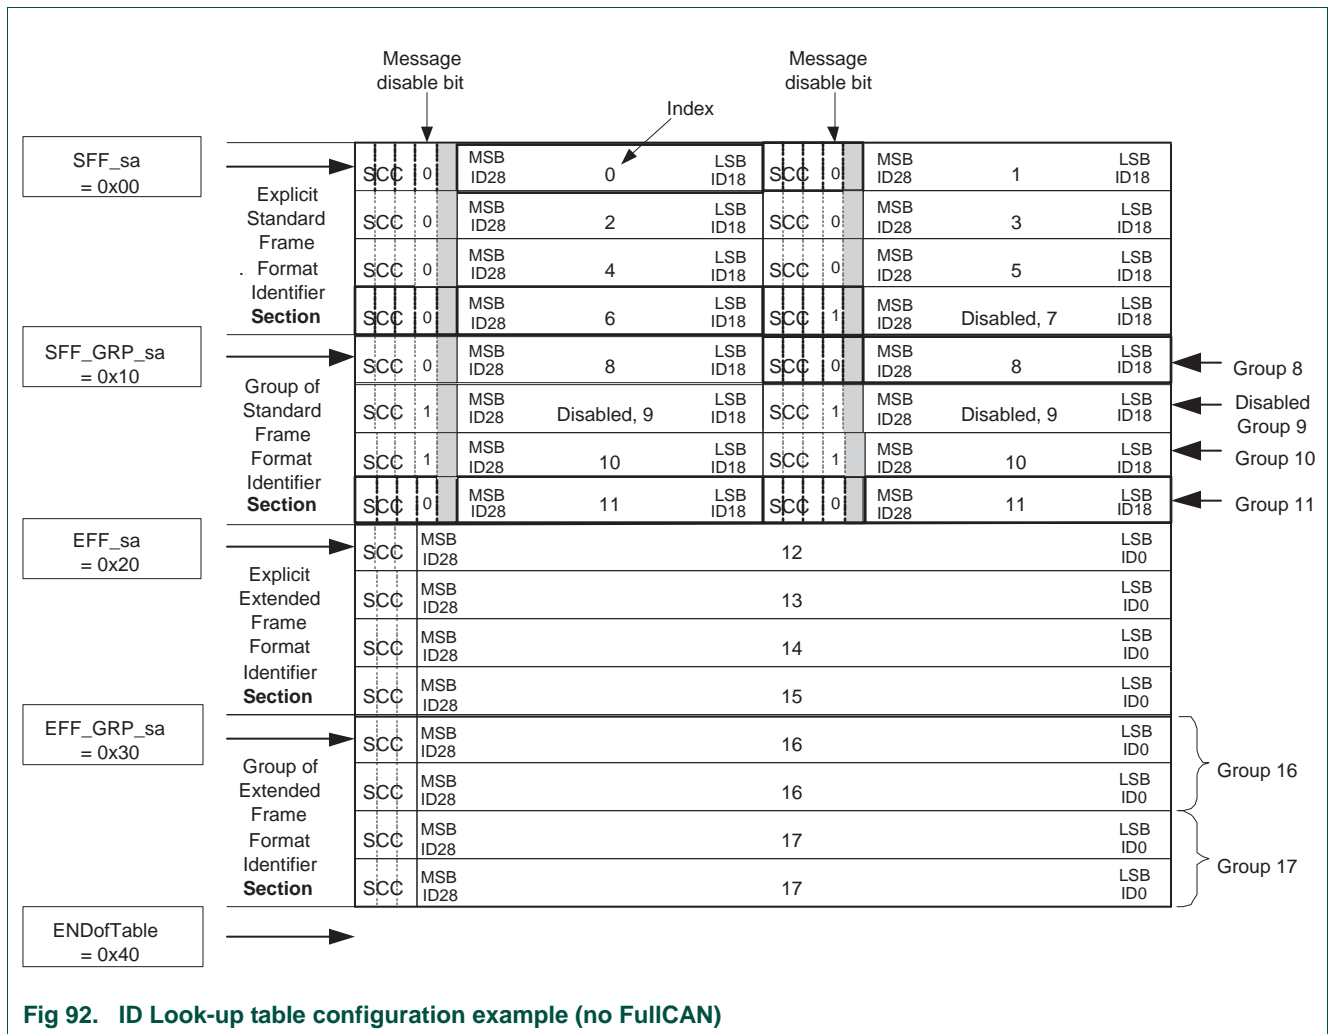 Message
disable bit
Message
disable bit
Index
SFF_sa
= 0x00
Explicit
Standard
Frame
. Format
Identifier
Section
SCC 0 MSB ID28 0 LSB ID18 SCC 0 MSB ID28 1 LSB ID18
SCC 0 MSB ID28 2 LSB ID18 SCC 0 MSB ID28 3 LSB ID18
SCC 0 MSB ID28 4 LSB ID18 SCC 0 MSB ID28 5 LSB ID18
SCC 0 MSB ID28 6 LSB ID18 SCC 1 MSB ID28 Disabled, 7 LSB ID18
SFF_GRP_sa
= 0x10
Group of
Standard
Frame
Format
Identifier
Section
SCC 0 MSB ID28 8 LSB ID18 SCC 0 MSB ID28 8 LSB ID18
Group 8
SCC 1 MSB ID28 Disabled, 9 LSB ID18 SCC 1 MSB ID28 Disabled, 9 LSB ID18
Disabled
Group 9
SCC 1 MSB ID28 10 LSB ID18 SCC 1 MSB ID28 10 LSB ID18
Group 10
SCC 0 MSB ID28 11 LSB ID18 SCC 0 MSB ID28 11 LSB ID18
Group 11
EFF_sa
= 0x20
Explicit
Extended
Frame
Format
Identifier
Section
SCC MSB ID28 12 LSB ID0
SCC MSB ID28 13 LSB ID0
SCC MSB ID28 14 LSB ID0
SCC MSB ID28 15 LSB ID0
EFF_GRP_sa
= 0x30
Group of
Extended
Frame
Format
Identifier
Section
SCC MSB ID28 16 LSB ID0
SCC MSB ID28 16 LSB ID0
Group 16
SCC MSB ID28 17 LSB ID0
SCC MSB ID28 17 LSB ID0
Group 17
ENDofTable
= 0x40
Fig 92. ID Look-up table configuration example (no FullCAN)